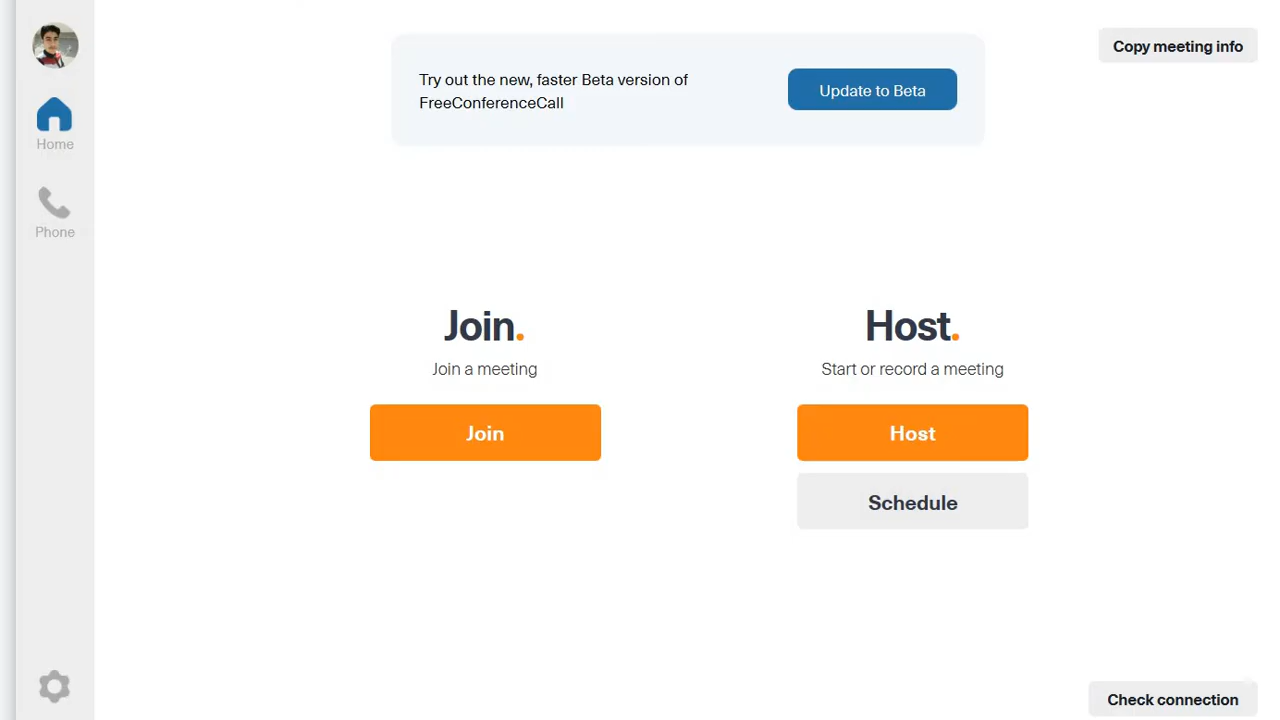 Copy meeting info
Try out the new, faster Beta version of
FreeConferenceCall
Update to Beta
Home
Phone
Join.
Join a meeting
Join
Host.
Start or record a meeting
Host
Schedule
Check connection